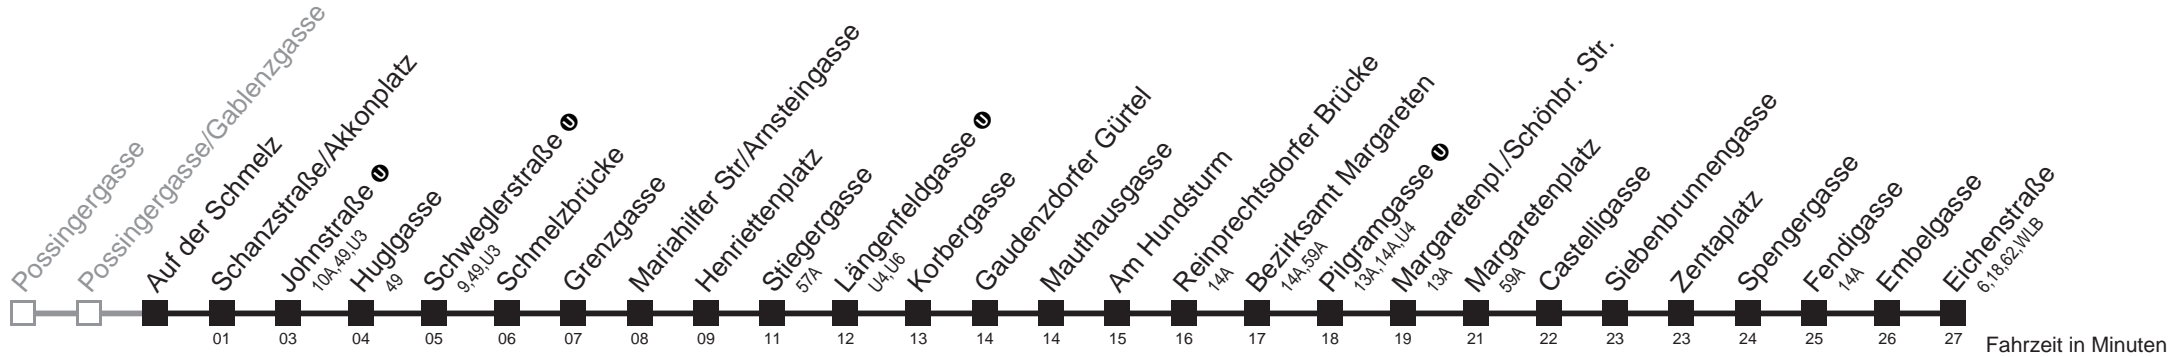 Possingergasse
Possingergasse/Gablenzgasse
Auf der Schmelz
Schanzstraße/Akkonplatz
01
Johnstraße U
10A,49,U3
03
Huglgasse
49
04
Schweglerstraße U
9,49,U3
05
Schmelzbrücke
06
Grenzgasse
07
Mariahilfer Str/Arnsteingasse
08
Henriettenplatz
09
Stiegergasse
57A
11
Längenfeldgasse U
U4,U6
12
Korbergasse
13
Gaudenzdorfer Gürtel
14
Mauthausgasse
14
Am Hundsturm
15
Reinprechtsdorfer Brücke
14A
16
Bezirksamt Margareten
14A,59A
17
Pilgramgasse U
13A,14A,U4
18
Margaretenpl./Schönbr. Str.
13A
19
Margaretenplatz
59A
21
Castelligasse
22
Siebenbrunnengasse
23
Zentaplatz
23
Spengergasse
24
Fendigasse
14A
25
Embelgasse
26
Eichenstraße
6,18,62,WLB
27
Fahrzeit in Minuten